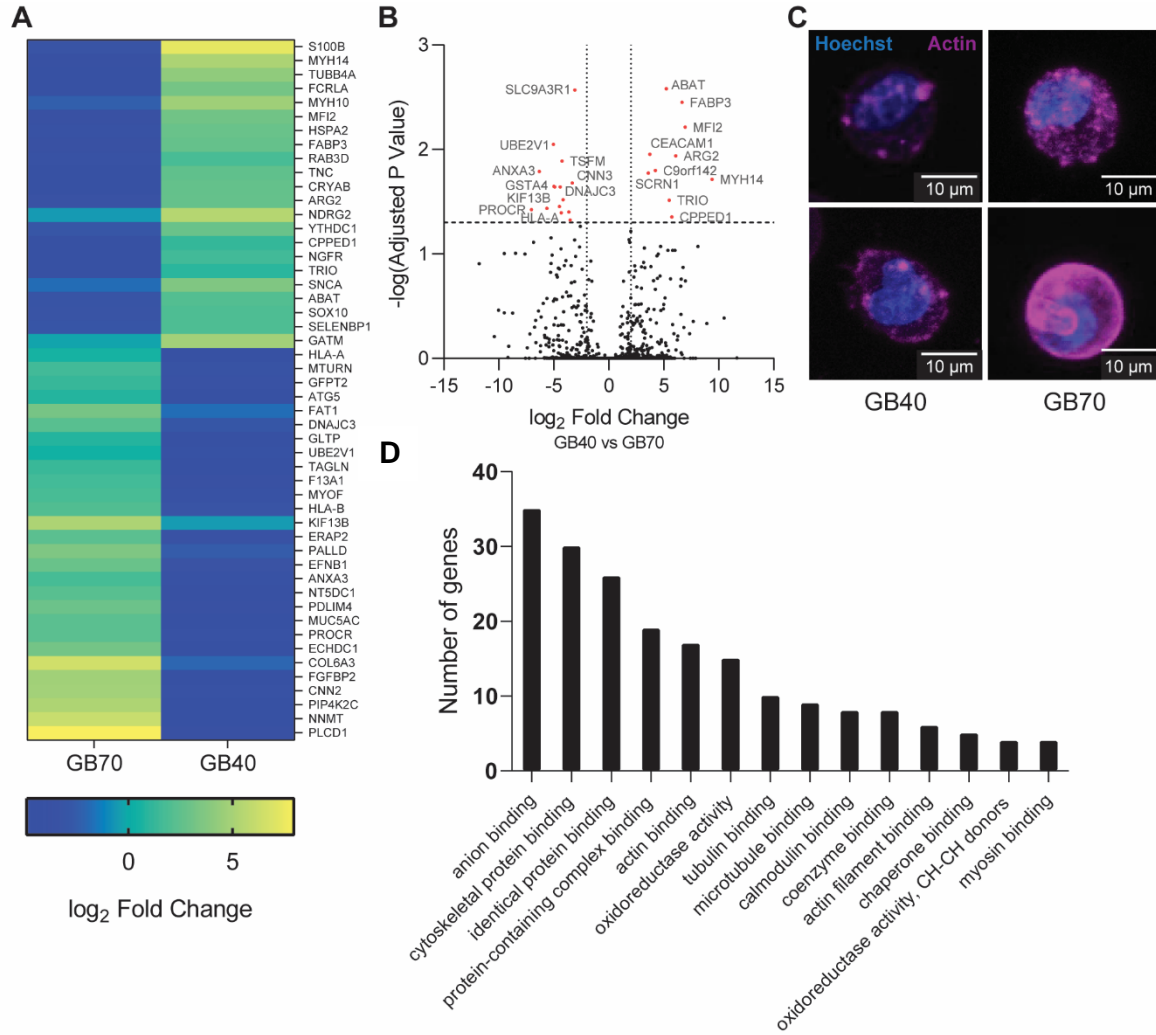 A
S100B
MYH14
TUBB4A
FCRLA
MYH10
MFI2
HSPA2
FABP3
RAB3D
TNC
CRYAB
ARG2
NDRG2
YTHDC1
CPPED1
NGFR
TRIO
SNCA
ABAT
SOX10
SELENBP1
GATM
HLA-A
MTURN
GFPT2
ATG5
FAT1
DNAJC3
GLTP
UBE2V1
TAGLN
F13A1
MYOF
HLA-B
KIF13B
ERAP2
PALLD
EFNB1
ANXA3
NT5DC1
PDLIM4
MUC5AC
PROCR
ECHDC1
COL6A3
FGFBP2
CNN2
PIP4K2C
NNMT
PLCD1
GB70 GB40
0 5
log2 Fold Change
B
-log(Adjusted P Value)
3
2
1
0
-15 -10 -5 0 5 10 15
SLC9A3R1
ABAT
FABP3
MFI2
UBE2V1
CEACAM1
TSFM
ARG2
ANXA3
CNN3
C9orf142
MYH14
GSTA4
DNAJC3
SCRN1
KIF13B
TRIO
PROCR
HLA-A
CPPED1
log2 Fold Change
GB40 vs GB70
C
Hoechst Actin
10 µm
10 µm
10 µm
10 µm
GB40 GB70
D
Number of genes
40
30
20
10
0
anion binding
cytoskeletal protein binding
identical protein binding
protein-containing complex binding
actin binding
oxidoreductase activity
tubulin binding
microtubule binding
calmodulin binding
coenzyme binding
actin filament binding
chaperone binding
oxidoreductase activity, CH-CH donors
myosin binding